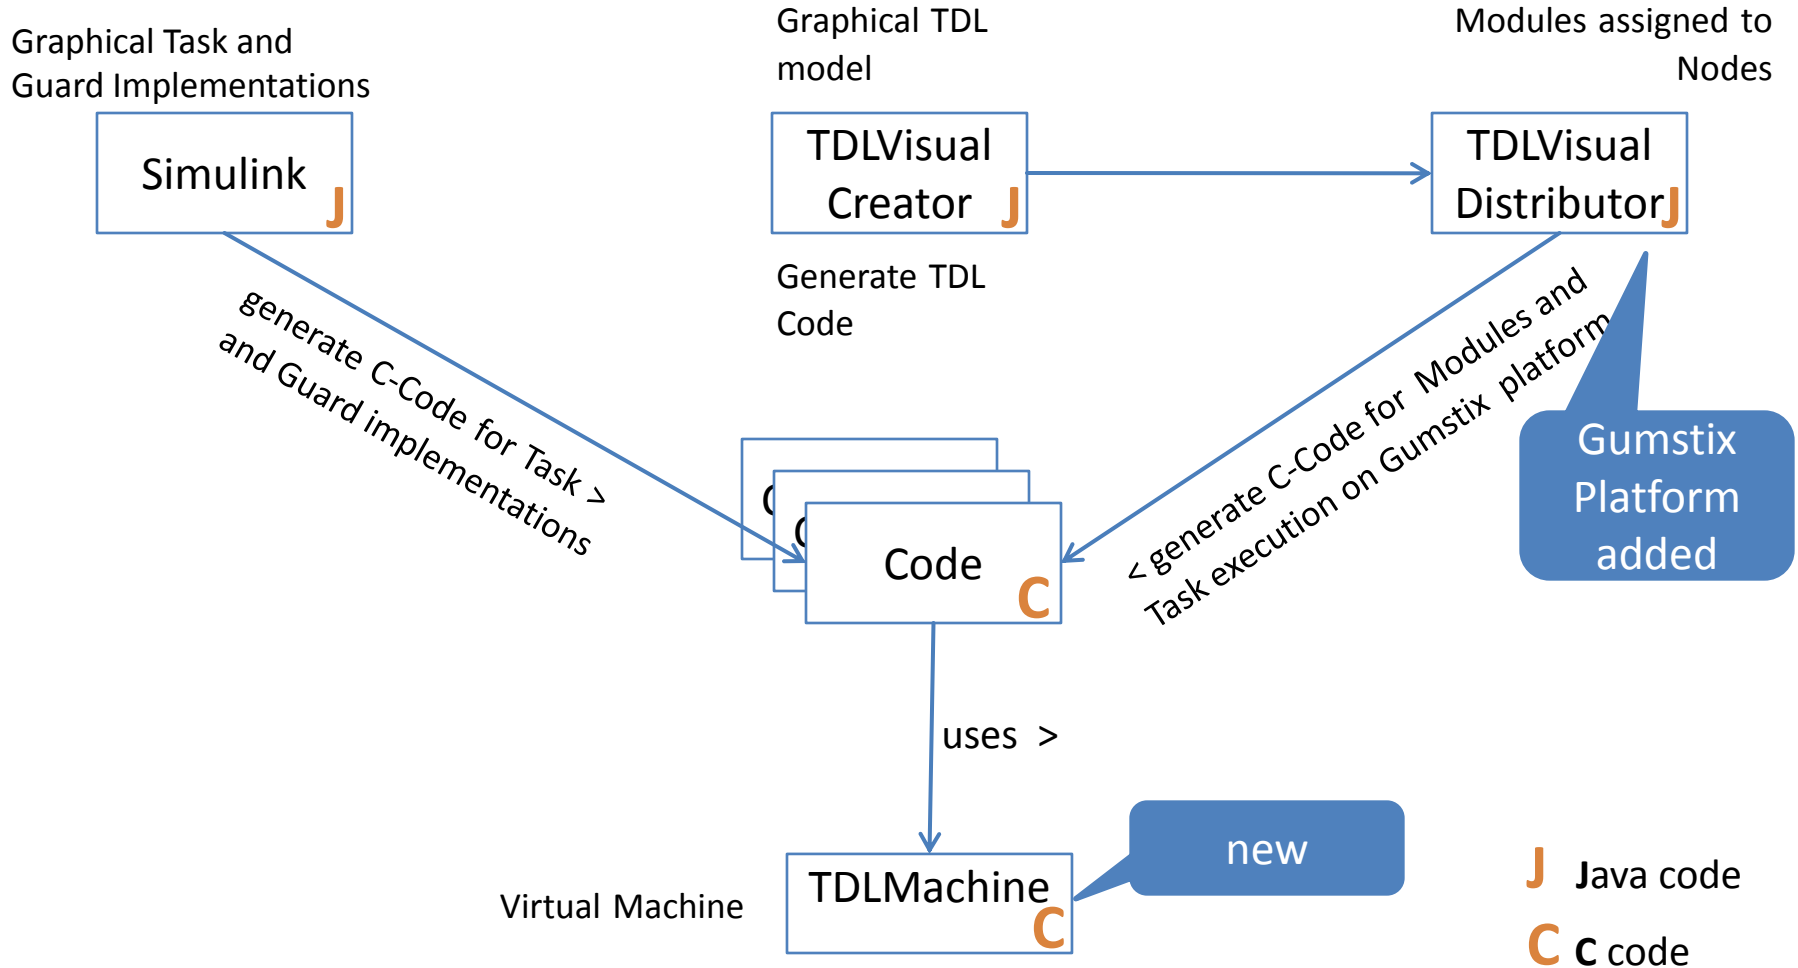 Graphical Task and
Guard Implementations
Graphical TDL
model
Modules assigned to
Nodes
Simulink
J
TDLVisual
Creator J
TDLVisual
Distributor J
Generate TDL
Code
generate C-Code for Task >
and Guard implementations
< generate C-Code for Modules and
Task execution on Gumstix platform
Gumstix
Platform
added
C
C
Code
C
uses >
new
Virtual Machine
TDLMachine
C
J Java code
C C code